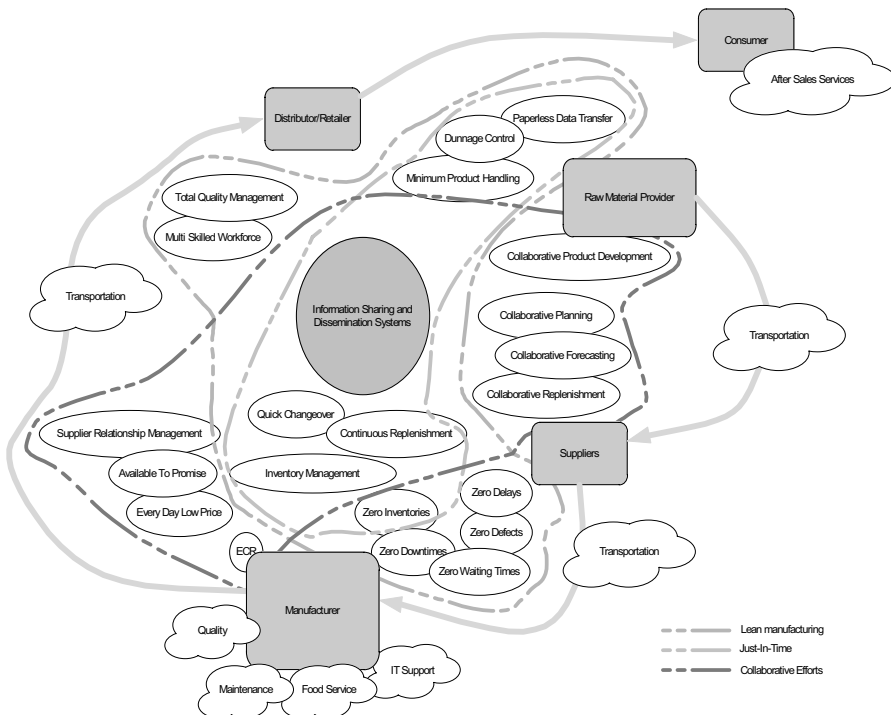 Consumer
After Sales Services
Distributor/Retailer
Paperless Data Transfer
Dunnage Control
Minimum Product Handling
Raw Material Provider
Total Quality Management
Multi Skilled Workforce
Collaborative Product Development
Transportation
Information Sharing and
Dissemination Systems
Collaborative Planning
Transportation
Collaborative Forecasting
Collaborative Replenishment
Quick Changeover
Supplier Relationship Management
Continuous Replenishment
Suppliers
Available To Promise
Inventory Management
Zero Delays
Every Day Low Price
Zero Inventories
Zero Defects
ECR
Zero Downtimes
Transportation
Zero Waiting Times
Manufacturer
Quality
Lean manufacturing
Just-In-Time
Collaborative Efforts
IT Support
Maintenance
Food Service